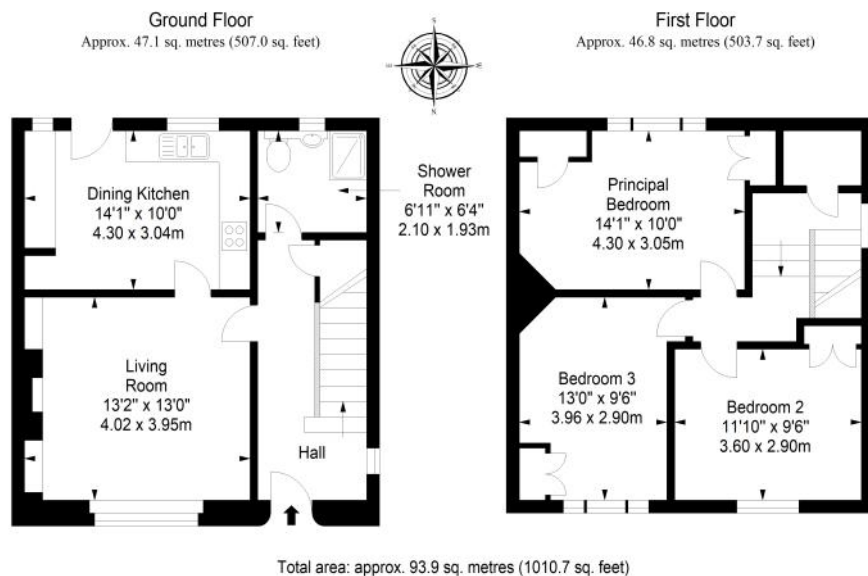 Ground Floor
Approx. 47.1 sq. metres (507.0 sq. feet)
First Floor
Approx. 46.8 sq. metres (503.7 sq. feet)
Dining Kitchen
14'1" x 10'0"
4.30 x 3.04m
Shower
Room
6'11" x 6'4"
2.10 x 1.93m
Principal
Bedroom
14'1" x 10'0"
4.30 x 3.05m
Living
Room
13'2" x 13'0"
4.02 x 3.95m
Hall
Bedroom 3
13'0" x 9'6"
3.96 x 2.90m
Bedroom 2
11'10" x 9'6"
3.60 x 2.90m
Total area: approx. 93.9 sq. metres (1010.7 sq. feet)